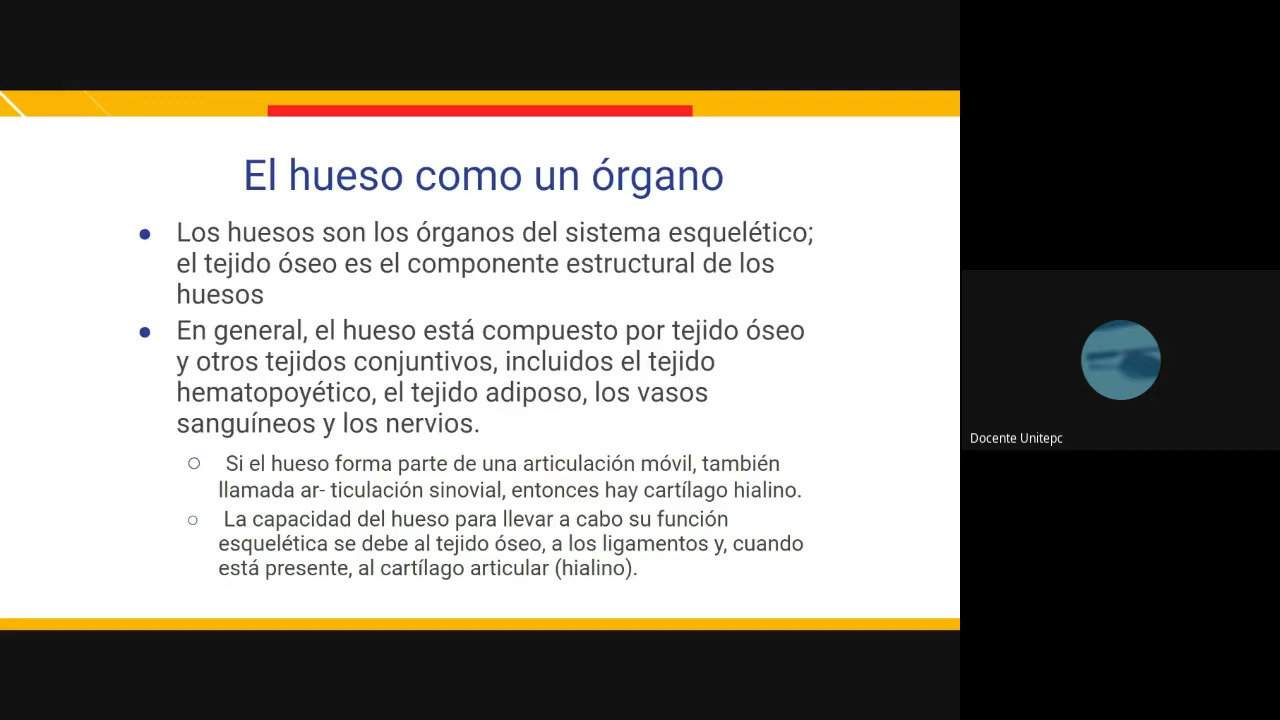 El hueso como un órgano
● Los huesos son los órganos del sistema esquelético;
el tejido óseo es el componente estructural de los
huesos
● En general, el hueso está compuesto por tejido óseo
y otros tejidos conjuntivos, incluidos el tejido
hematopoyético, el tejido adiposo, los vasos
sanguíneos y los nervios.
○ Si el hueso forma parte de una articulación móvil, también
llamada ar- ticulación sinovial, entonces hay cartílago hialino.
○ La capacidad del hueso para llevar a cabo su función
esquelética se debe al tejido óseo, a los ligamentos y, cuando
está presente, al cartílago articular (hialino).
Docente Unitepc